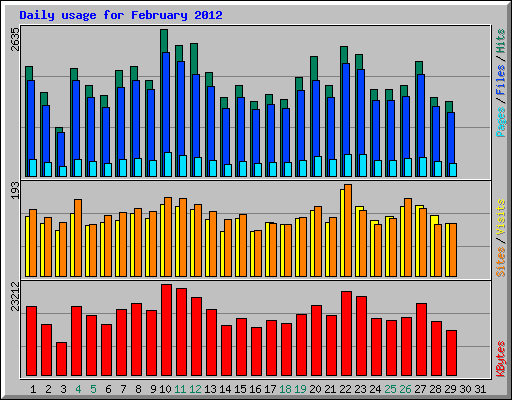 Daily usage for February 2012
2635
Pages / Files / Hits
193
Sites / Visits
23212
KBytes
1 2 3 4 5 6 7 8 9 10 11 12 13 14 15 16 17 18 19 20 21 22 23 24 25 26 27 28 29 30 31